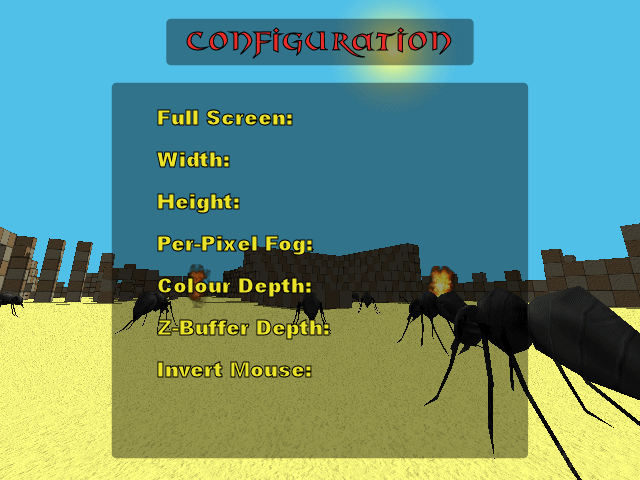 CONFIGURATION
Full Screen:
Width:
Height:
Per-Pixel Fog:
Colour Depth:
Z-Buffer Depth:
Invert Mouse: